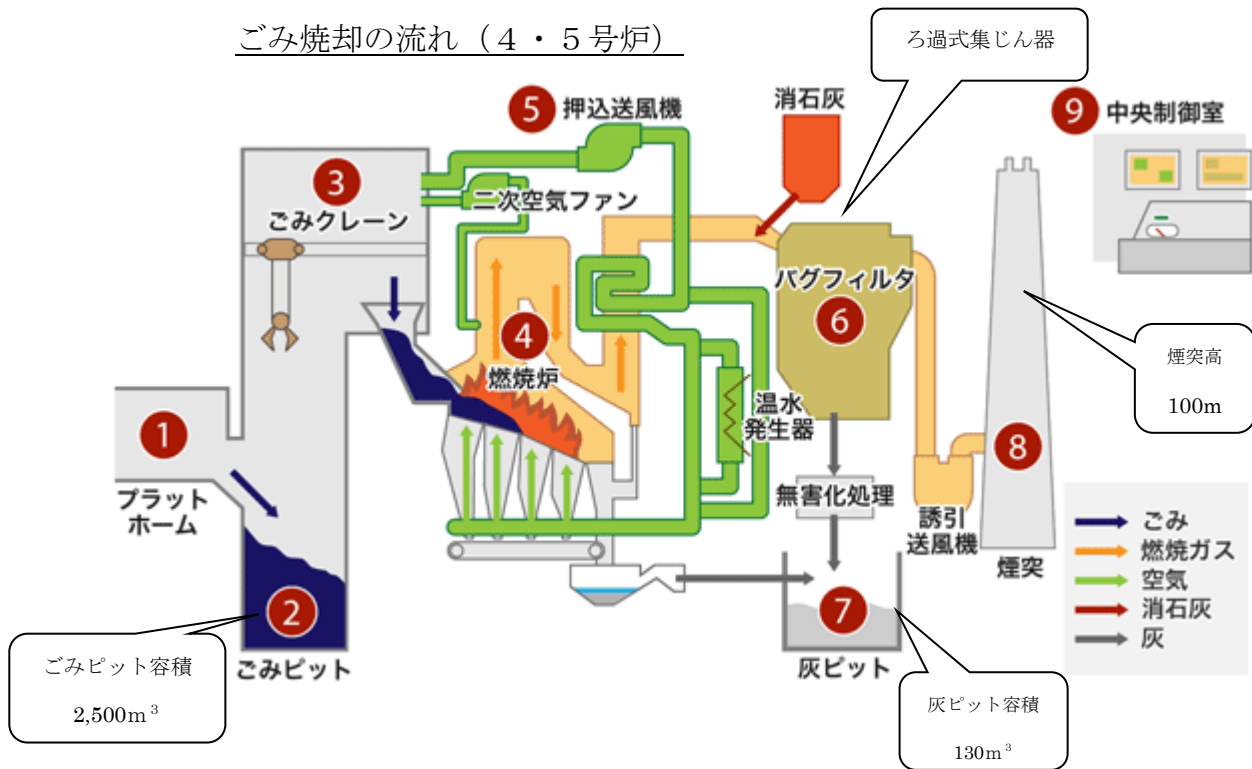 ごみ焼却の流れ（４・５号炉）
ろ過式集じん器
消石灰
5 押込送風機
9 中央制御室
3
ごみクレーン
二次空気ファン
バグフィルタ
6
4
燃焼炉
煙突高
100m
温水
発生器
1
プラット
ホーム
8
無害化処理
誘引
送風機
煙突
ごみ
燃焼ガス
空気
消石灰
灰
2
ごみピット
7
灰ピット
ごみピット容積
2,500m³
灰ピット容積
130m³